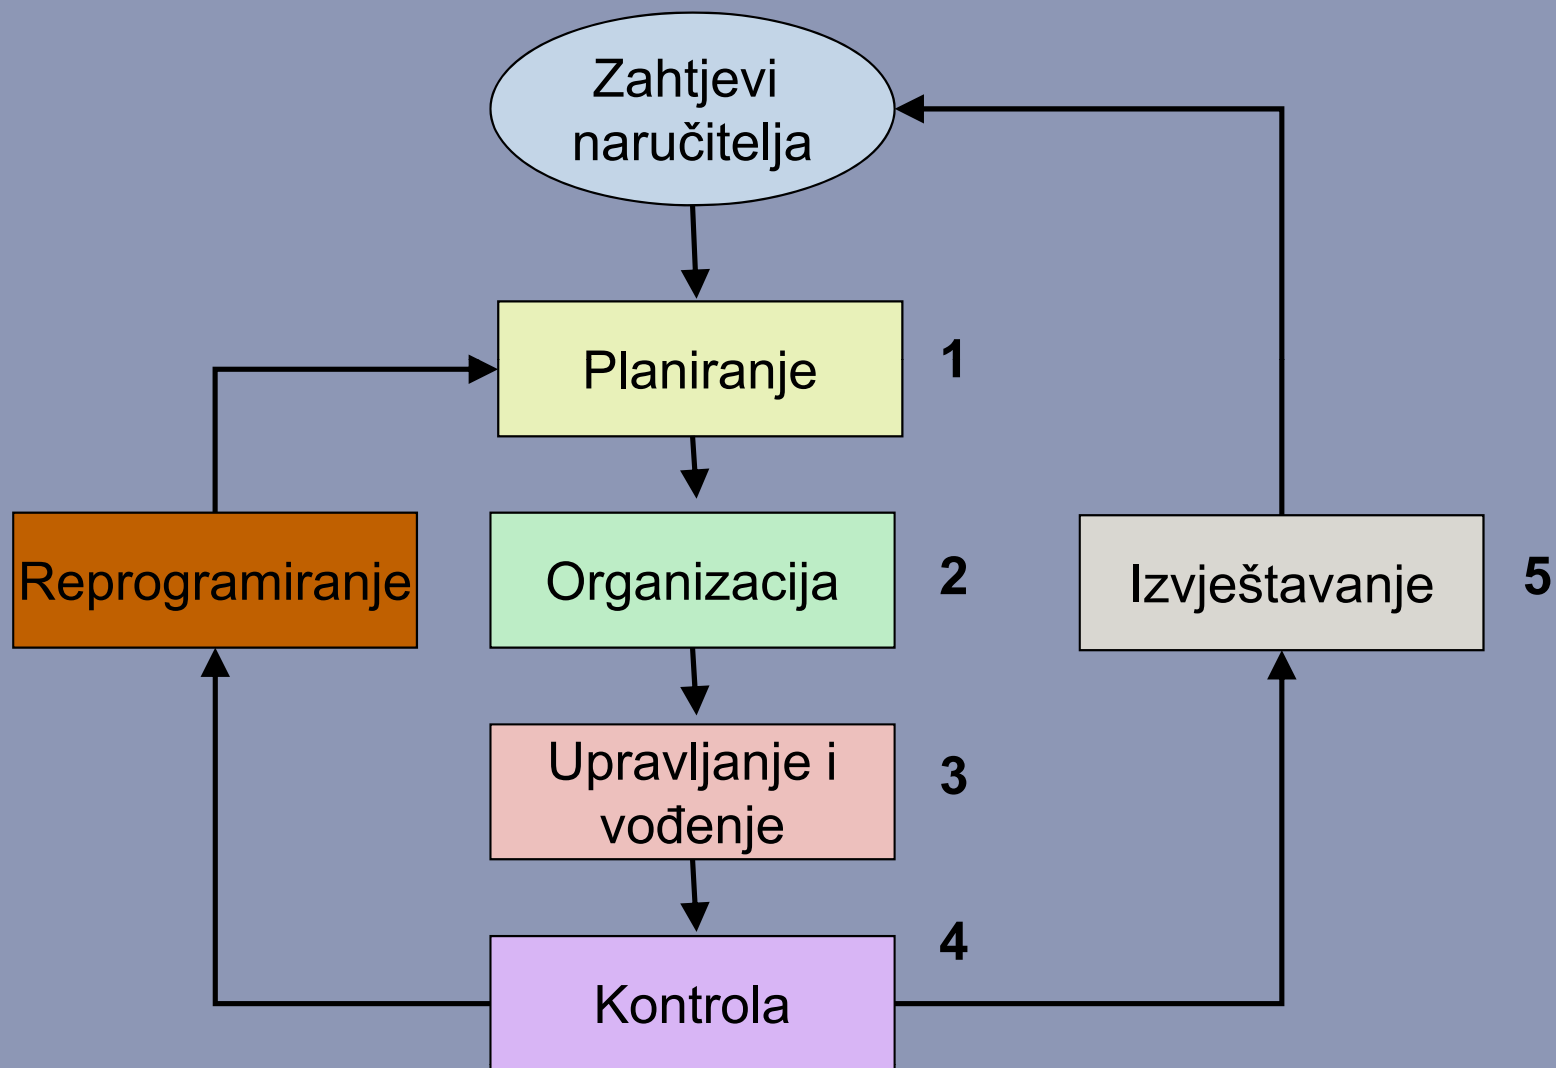 Zahtjevi
naručitelja
Planiranje
1
Reprogramiranje
Organizacija
2
Izvještavanje
5
Upravljanje i
vođenje
3
4
Kontrola